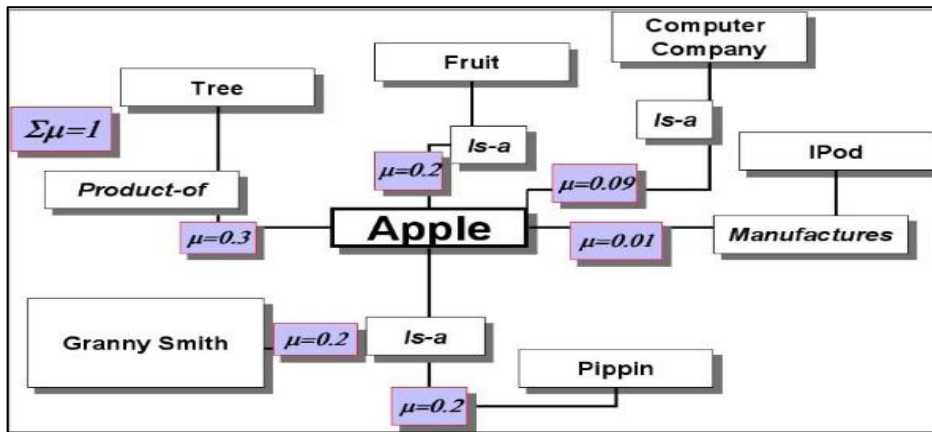 Computer
Company
Fruit
Tree
Σμ=1
Is-a
Is-a
IPod
μ=0.2
μ=0.09
Product-of
Apple
μ=0.3
μ=0.01
Manufactures
Granny Smith
μ=0.2
Is-a
Pippin
μ=0.2